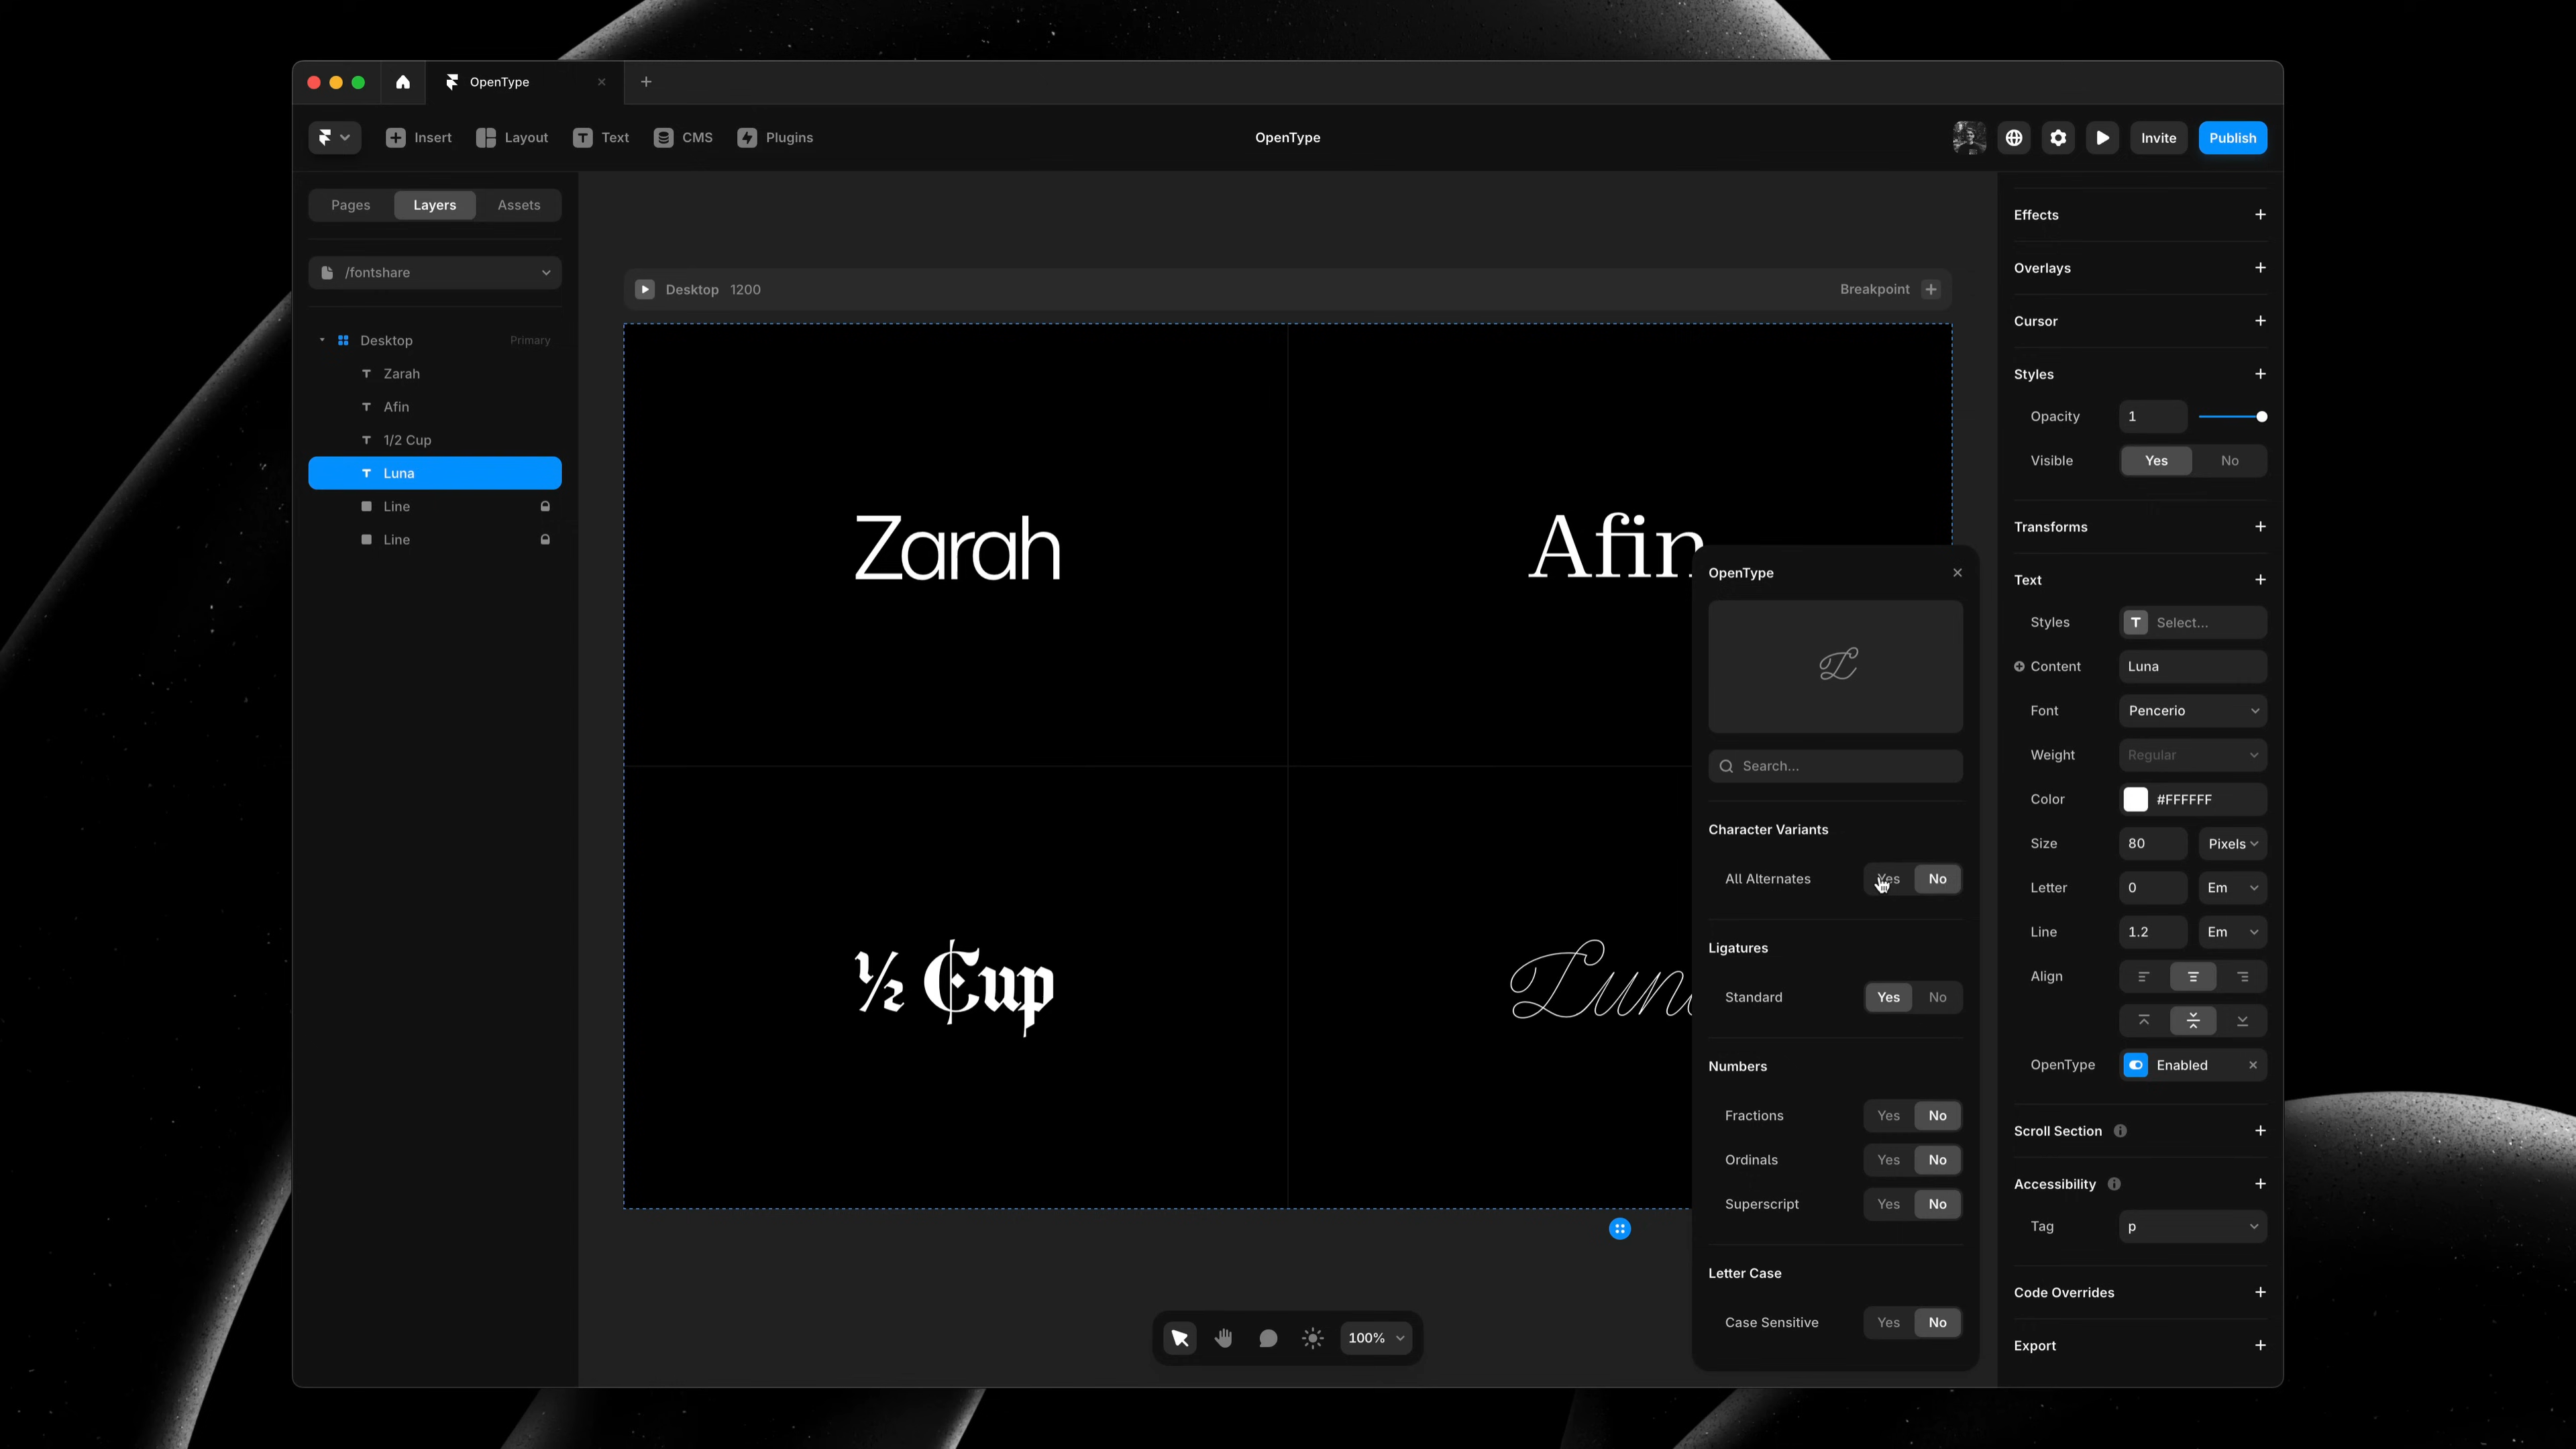 OpenType
Insert
Layout
Text
CMS
Plugins
OpenType
Invite
Publish
Pages
Layers
Assets
/fontshare
Desktop
Primary
Zarah
Afin
1/2 Cup
Luna
Line
Line
Desktop 1200
Breakpoint
Zarah
Afin
½ Cup
OpenType
L
Search...
Character Variants
All Alternates
Yes
No
Ligatures
Standard
Yes
No
Numbers
Fractions
Yes
No
Ordinals
Yes
No
Superscript
Yes
No
Letter Case
Case Sensitive
Yes
No
100%
Effects
Overlays
Cursor
Styles
Opacity
1
Visible
Yes
No
Transforms
Text
Styles
Select...
Content
Luna
Font
Pencerio
Weight
Regular
Color
#FFFFFF
Size
80
Pixels
Letter
0
Em
Line
1.2
Em
Align
OpenType
Enabled
Scroll Section
Accessibility
Tag
p
Code Overrides
Export